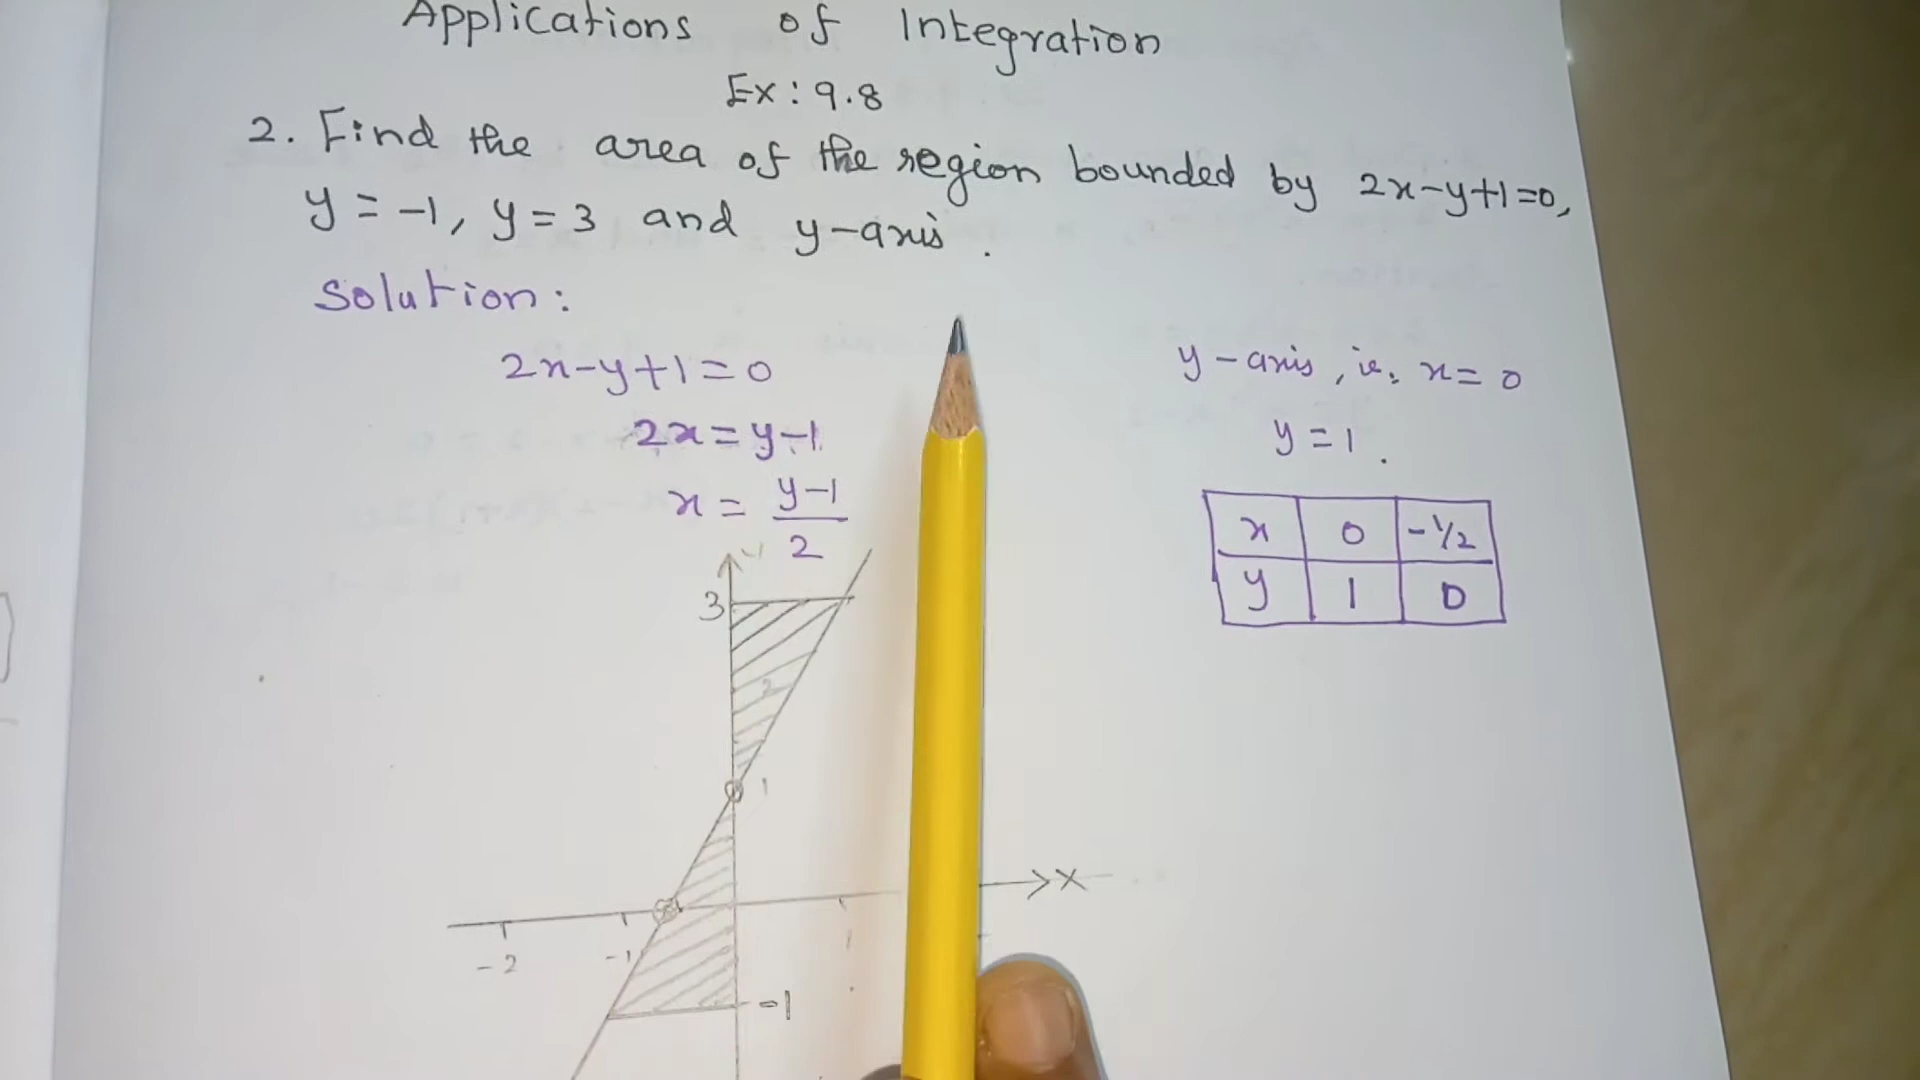 Applications of Integration
Ex: 9.8
2. Find the area of the region bounded by 2x-y+1=0,
y = -1, y = 3 and y-axis.
Solution:
2x-y+1=0
y-axis, ie., x = 0
2x = y-1
y = 1.
x = y-1/2
x 0 -1/2
y 1 0
3
2
1
X
-2 -1 1
-1